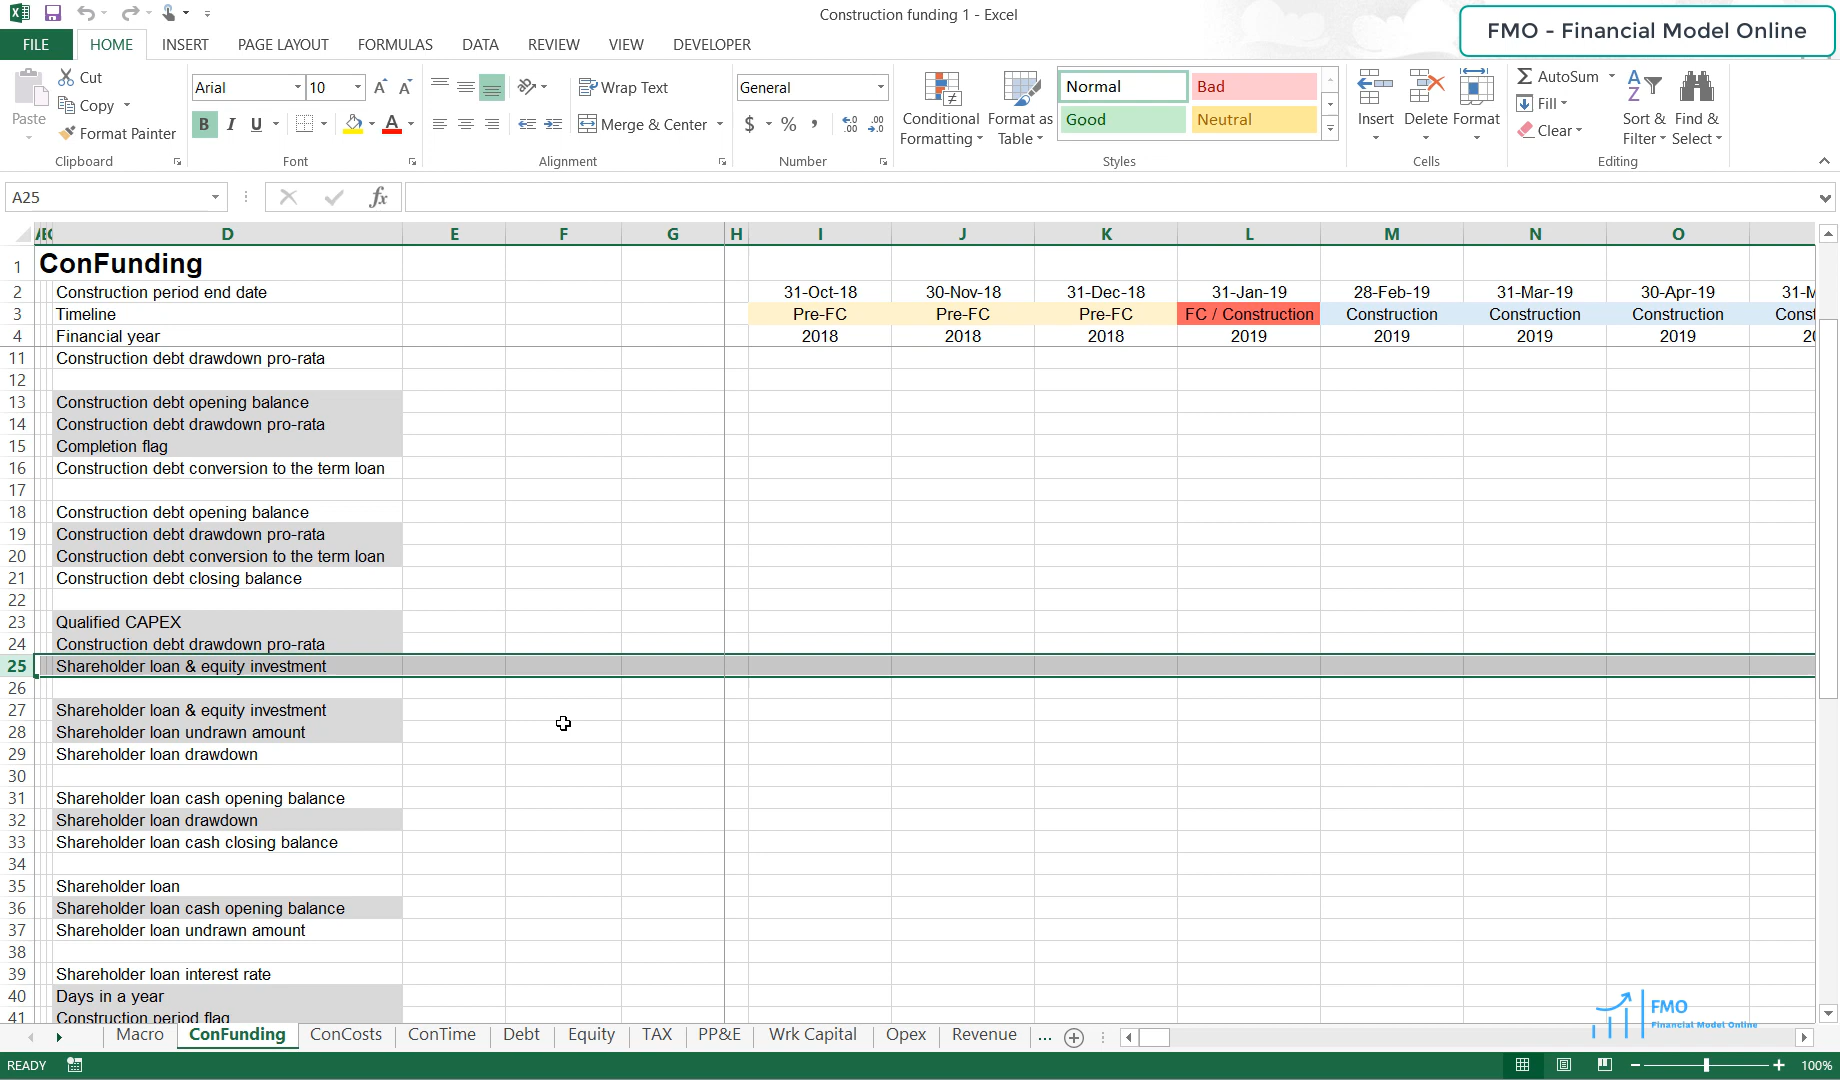 Construction funding 1 - Excel
FMO - Financial Model Online
FILE HOME INSERT PAGE LAYOUT FORMULAS DATA REVIEW VIEW DEVELOPER
Paste
Cut
Copy
Format Painter
Clipboard
Arial 10
B I U A
Font
Wrap Text
Merge & Center
Alignment
General
$ % ,
Number
Conditional Formatting
Format as Table
Normal Bad
Good Neutral
Styles
Insert Delete Format
Cells
AutoSum
Fill
Clear
Sort & Filter
Find & Select
Editing
A25 fx
D E F G H I J K L M N O
1 ConFunding
2 Construction period end date 31-Oct-18 30-Nov-18 31-Dec-18 31-Jan-19 28-Feb-19 31-Mar-19 30-Apr-19 31-M
3 Timeline Pre-FC Pre-FC Pre-FC FC / Construction Construction Construction Construction Const
4 Financial year 2018 2018 2018 2019 2019 2019 2019 20
11 Construction debt drawdown pro-rata
12
13 Construction debt opening balance
14 Construction debt drawdown pro-rata
15 Completion flag
16 Construction debt conversion to the term loan
17
18 Construction debt opening balance
19 Construction debt drawdown pro-rata
20 Construction debt conversion to the term loan
21 Construction debt closing balance
22
23 Qualified CAPEX
24 Construction debt drawdown pro-rata
25 Shareholder loan & equity investment
26
27 Shareholder loan & equity investment
28 Shareholder loan undrawn amount
29 Shareholder loan drawdown
30
31 Shareholder loan cash opening balance
32 Shareholder loan drawdown
33 Shareholder loan cash closing balance
34
35 Shareholder loan
36 Shareholder loan cash opening balance
37 Shareholder loan undrawn amount
38
39 Shareholder loan interest rate
40 Days in a year
41 Construction period flag
FMO
Financial Model Online
Macro ConFunding ConCosts ConTime Debt Equity TAX PP&E Wrk Capital Opex Revenue ...
READY 100%